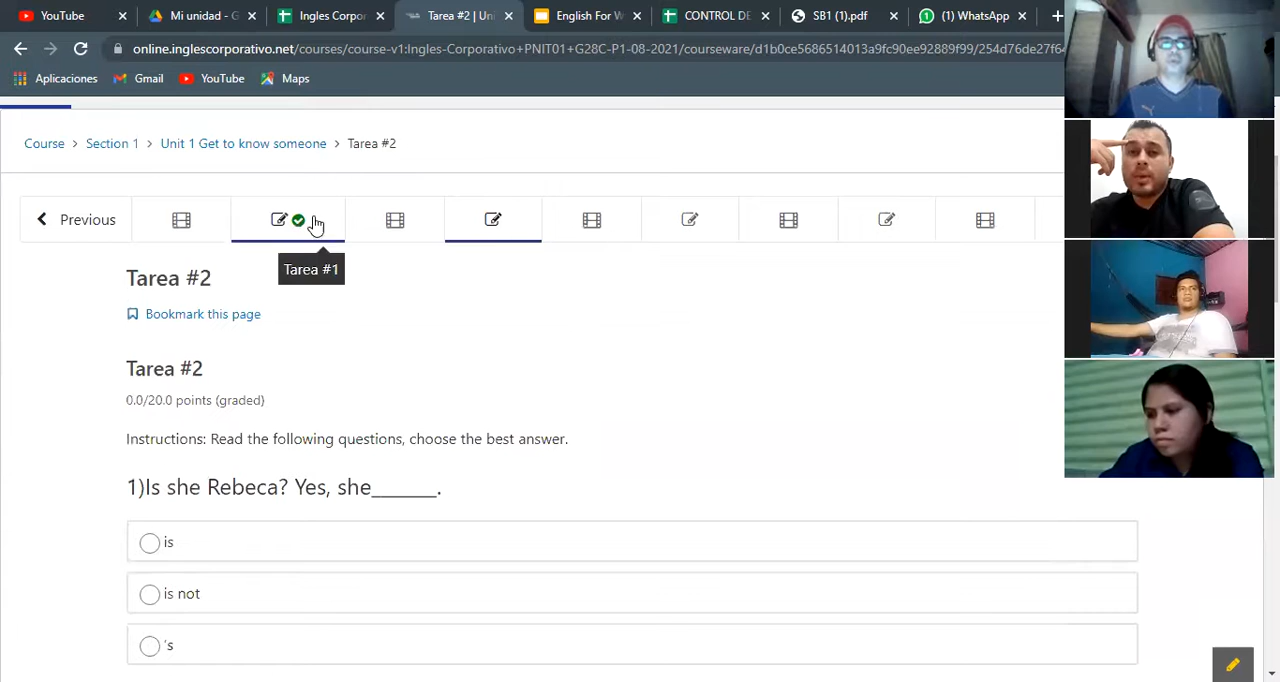 YouTube
Mi unidad - G
Ingles Corpor
Tarea #2 | Uni
English For W
CONTROL DE
SB1 (1).pdf
(1) WhatsApp
online.inglescorporativo.net/courses/course-v1:Ingles-Corporativo+PNIT01+G28C-P1-08-2021/courseware/d1b0ce5686514013a9fc90ee92889f99/254d76de27f64
Aplicaciones
Gmail
YouTube
Maps
Course > Section 1 > Unit 1 Get to know someone > Tarea #2
Previous
Tarea #1
Tarea #2
Bookmark this page
Tarea #2
0.0/20.0 points (graded)
Instructions: Read the following questions, choose the best answer.
1)Is she Rebeca? Yes, she______.
is
is not
's